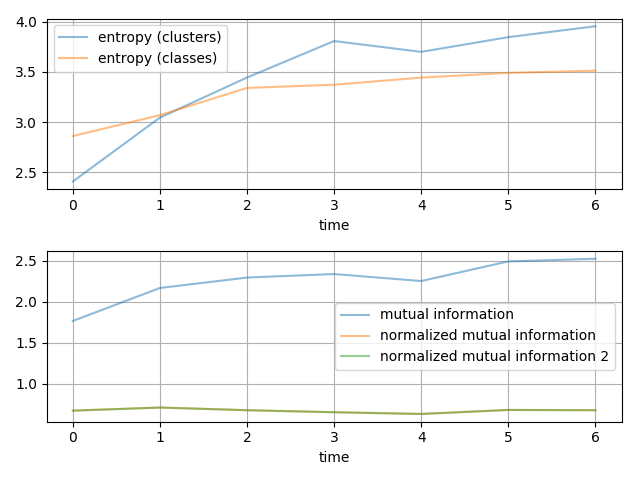 4.0
3.5
3.0
2.5
entropy (clusters)
entropy (classes)
0 1 2 3 4 5 6
time
2.5
2.0
1.5
1.0
mutual information
normalized mutual information
normalized mutual information 2
0 1 2 3 4 5 6
time